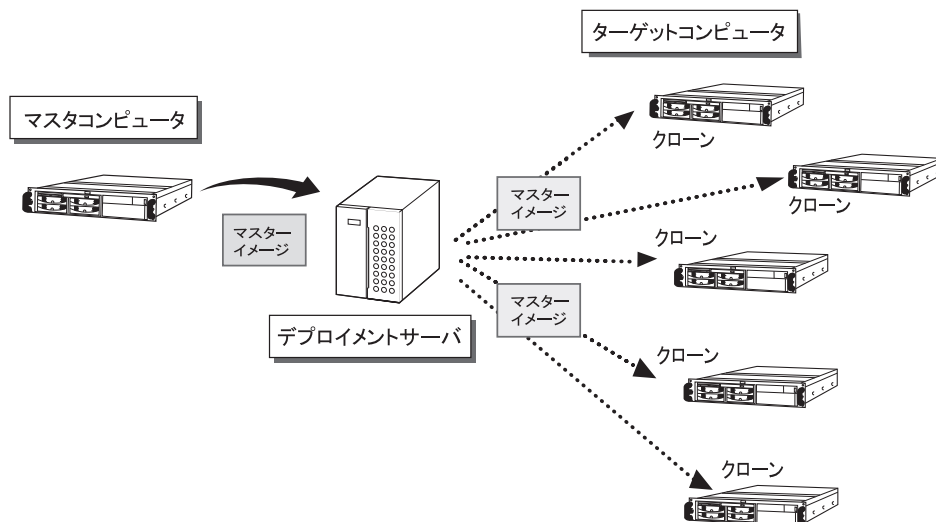 ターゲットコンピュータ
マスタコンピュータ
クローン
マスター
イメージ
クローン
マスター
イメージ
クローン
マスター
イメージ
デプロイメントサーバ
クローン
クローン